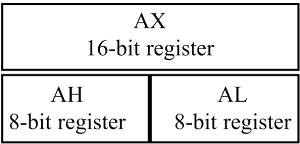 AX
16-bit register
AH
8-bit register
AL
8-bit register